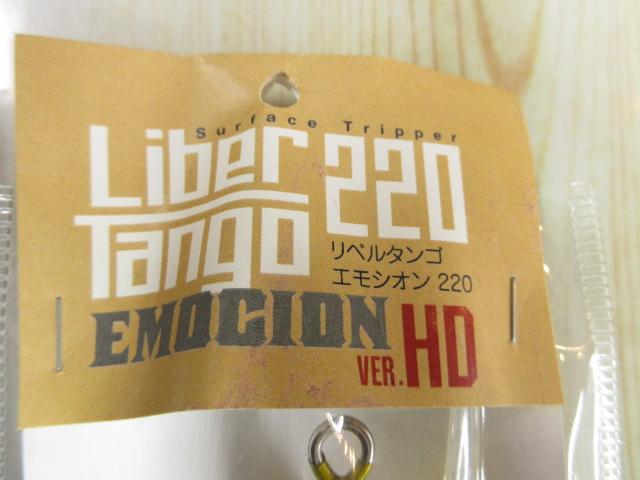 Surface Tripper
Liber 220
Tango
リベルタンゴ
エモシオン 220
EMOCION
VER.HD